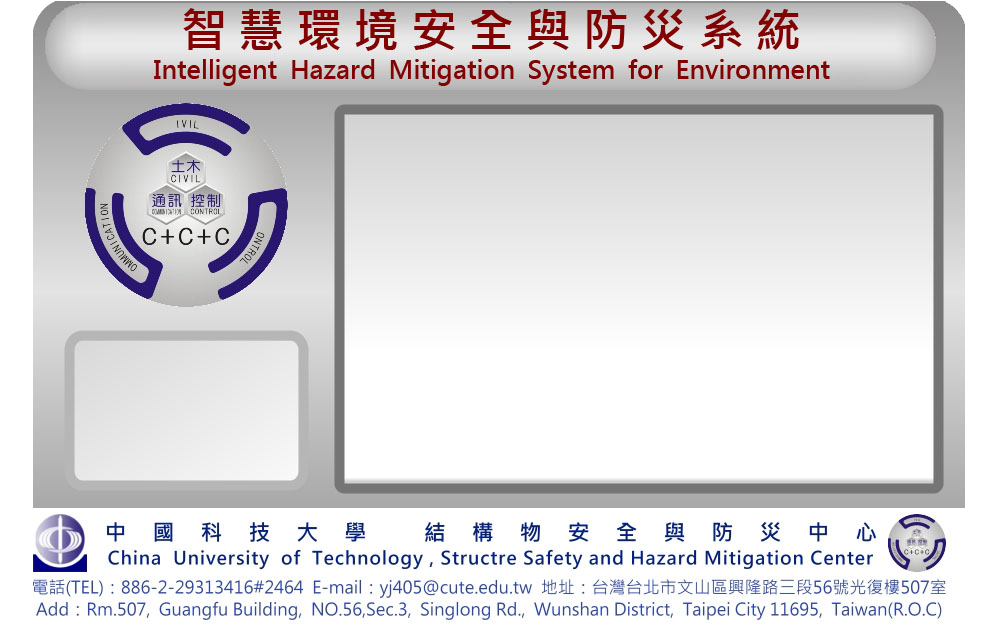 智慧環境安全與防災系統
Intelligent Hazard Mitigation System for Environment
IVIL
土木
CIVIL
通訊 控制
COMMUNICATION CONTROL
C+C+C
OMMUNICATION
ONTROL
中國科技大學 結構物安全與防災中心
China University of Technology , Structre Safety and Hazard Mitigation Center
C+C+C
電話(TEL)：886-2-29313416#2464 E-mail：yj405@cute.edu.tw 地址：台灣台北市文山區興隆路三段56號光復樓507室
Add：Rm.507, Guangfu Building, NO.56,Sec.3, Singlong Rd., Wunshan District, Taipei City 11695, Taiwan(R.O.C)